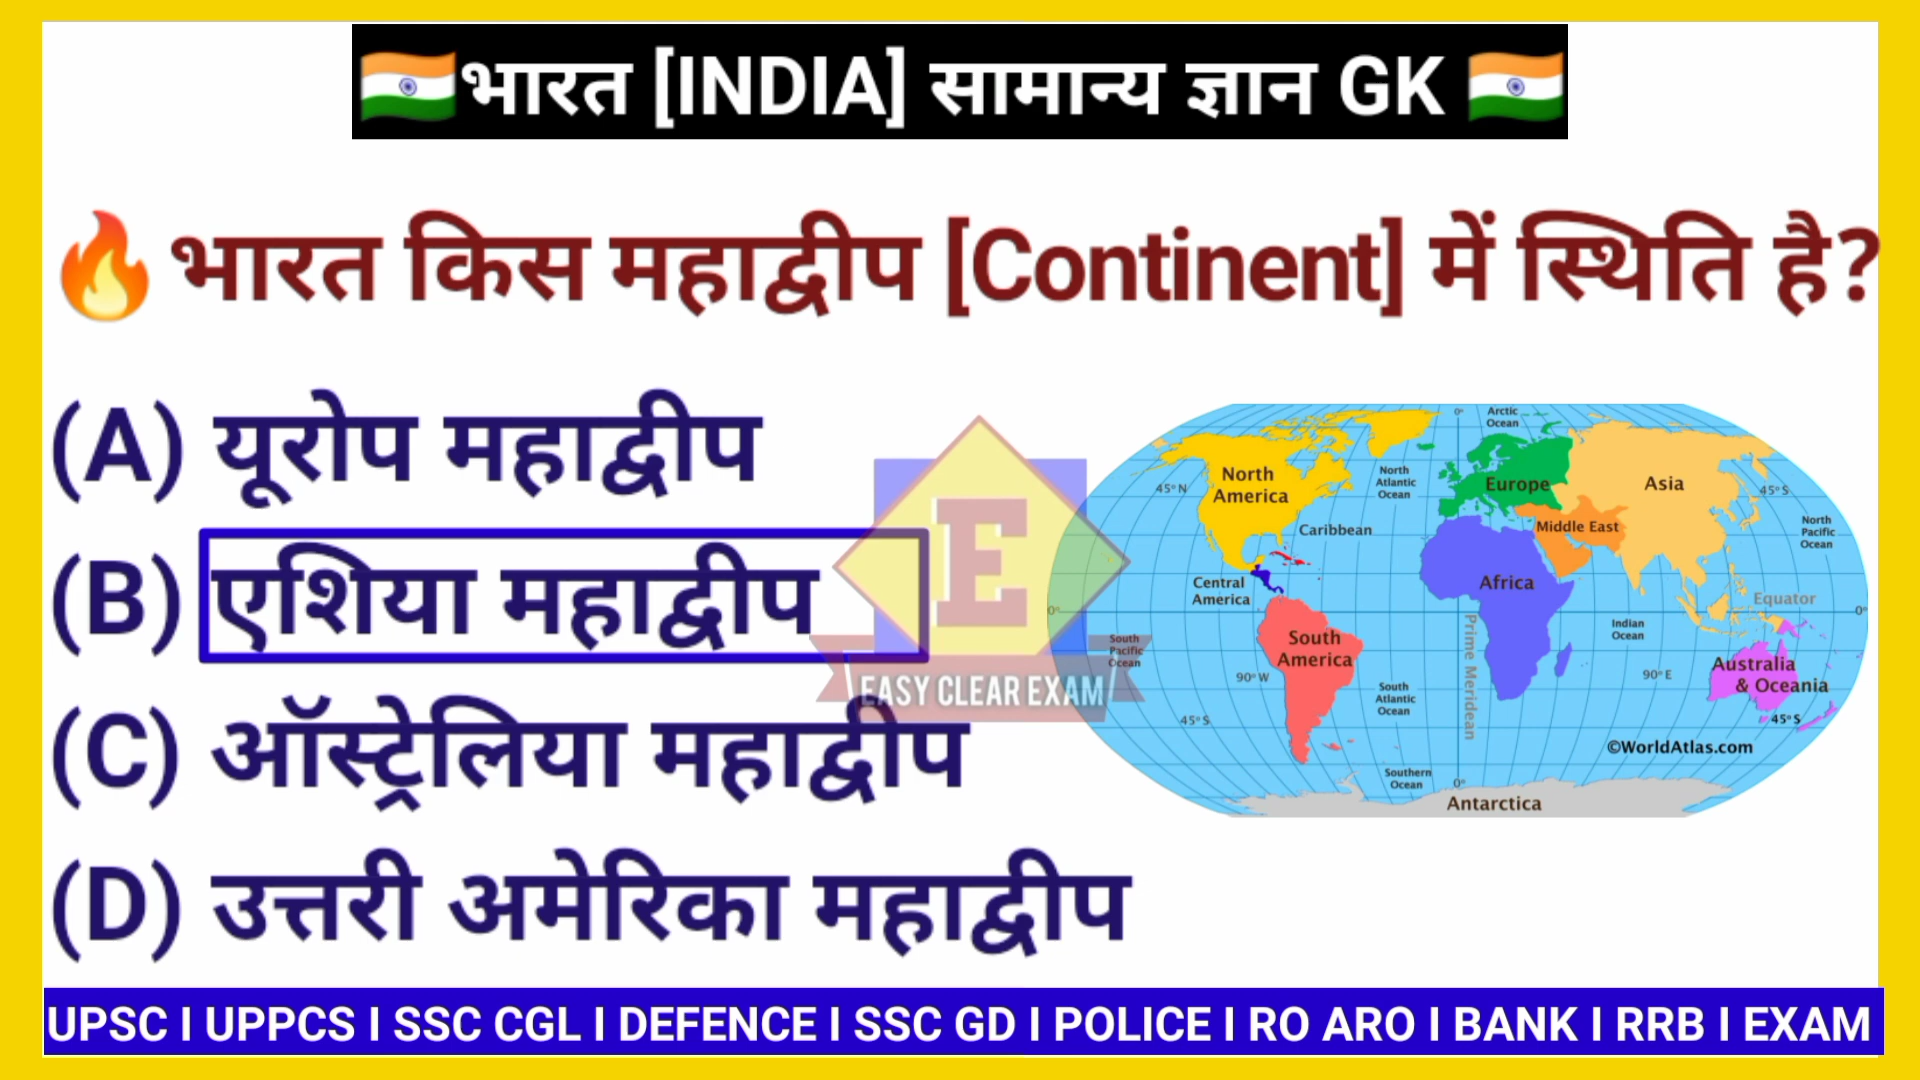 🇮🇳भारत [INDIA] सामान्य ज्ञान GK 🇮🇳
🔥भारत किस महाद्वीप [Continent] में स्थिति है?
(A) यूरोप महाद्वीप
(B) एशिया महाद्वीप
(C) ऑस्ट्रेलिया महाद्वीप
(D) उत्तरी अमेरिका महाद्वीप
E
EASY CLEAR EXAM
0°
Arctic
Ocean
North
America
North
Atlantic
Ocean
Europe
Asia
45° N
45° S
Caribbean
Middle East
North
Pacific
Ocean
Central
America
Africa
Equator
0°
0°
South
Pacific
Ocean
South
America
Prime Meridean
Indian
Ocean
Australia
& Oceania
90° W
90° E
South
Atlantic
Ocean
45° S
45° S
©WorldAtlas.com
Southern
Ocean
0°
Antarctica
UPSC I UPPCS I SSC CGL I DEFENCE I SSC GD I POLICE I RO ARO I BANK I RRB I EXAM